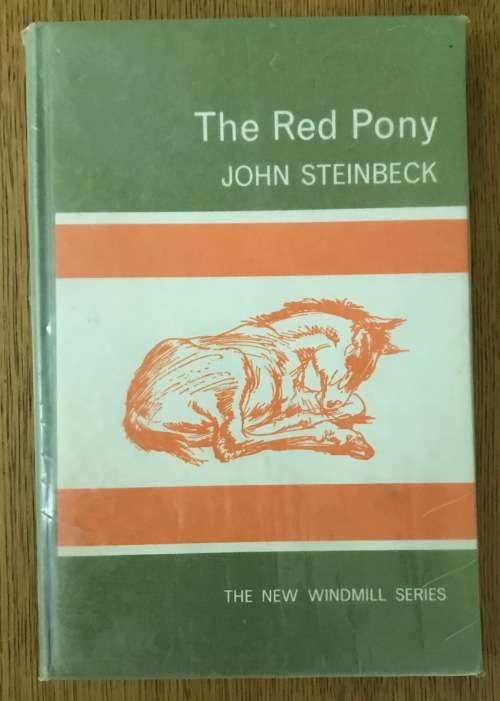 The Red Pony
JOHN STEINBECK
THE NEW WINDMILL SERIES